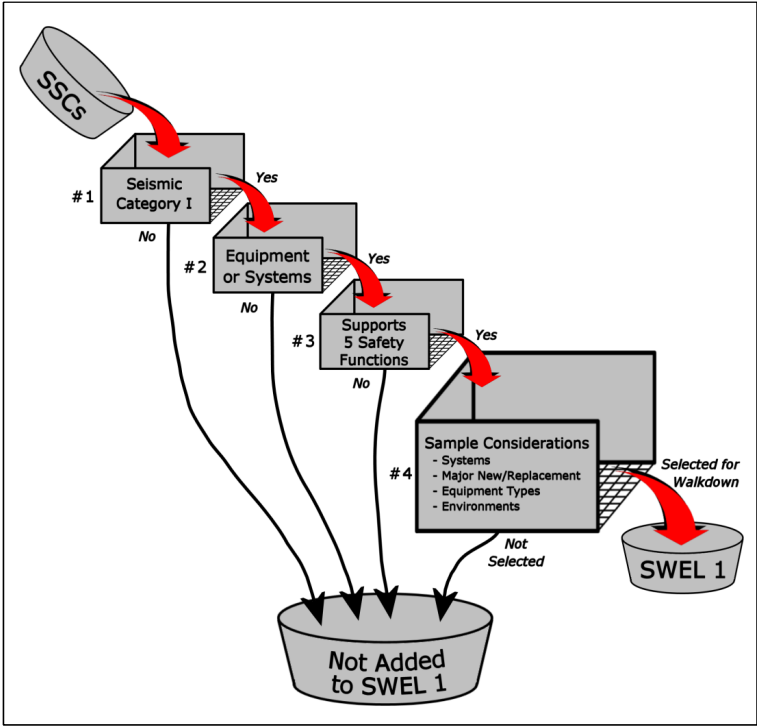 SSCs
#1
Seismic
Category I
Yes
No
#2
Equipment
or Systems
Yes
No
#3
Supports
5 Safety
Functions
Yes
No
#4
Sample Considerations
- Systems
- Major New/Replacement
- Equipment Types
- Environments
Selected for
Walkdown
Not
Selected
SWEL 1
Not Added
to SWEL 1